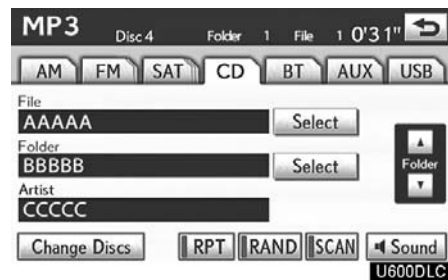 MP3 Disc 4 Folder 1 File 1 0'31"
AM FM SAT CD BT AUX USB
File
AAAAA Select
Folder
BBBBB Select
Folder
Artist
CCCCC
Change Discs RPT RAND SCAN Sound
U600DLC